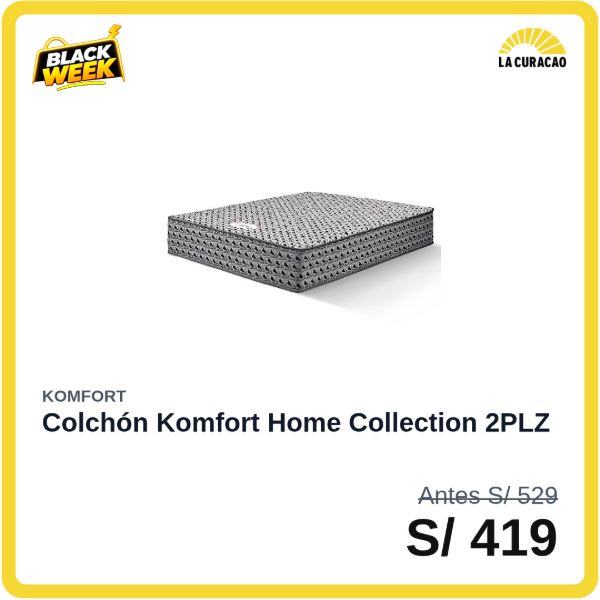 BLACK
WEEK
LA CURACAO
KOMFORT
Colchón Komfort Home Collection 2PLZ
Antes S/ 529
S/ 419